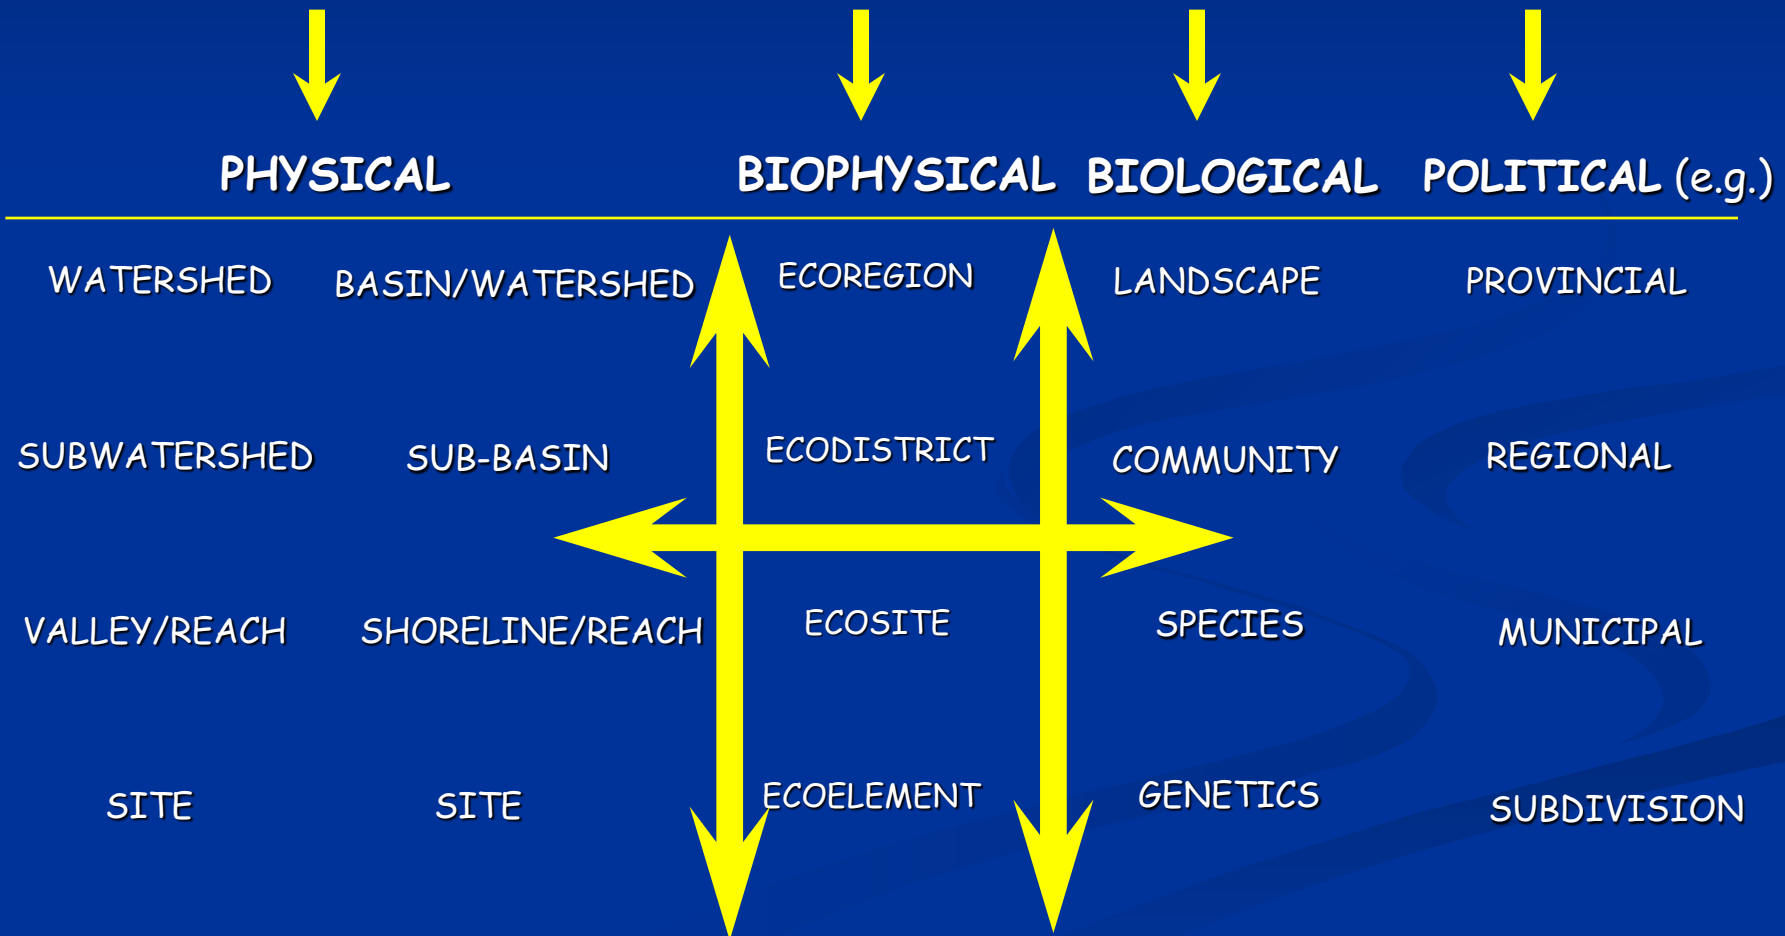 PHYSICAL BIOPHYSICAL BIOLOGICAL POLITICAL (e.g.)
WATERSHED BASIN/WATERSHED ECOREGION LANDSCAPE PROVINCIAL
SUBWATERSHED SUB-BASIN ECODISTRICT COMMUNITY REGIONAL
VALLEY/REACH SHORELINE/REACH ECOSITE SPECIES MUNICIPAL
SITE SITE ECOELEMENT GENETICS SUBDIVISION